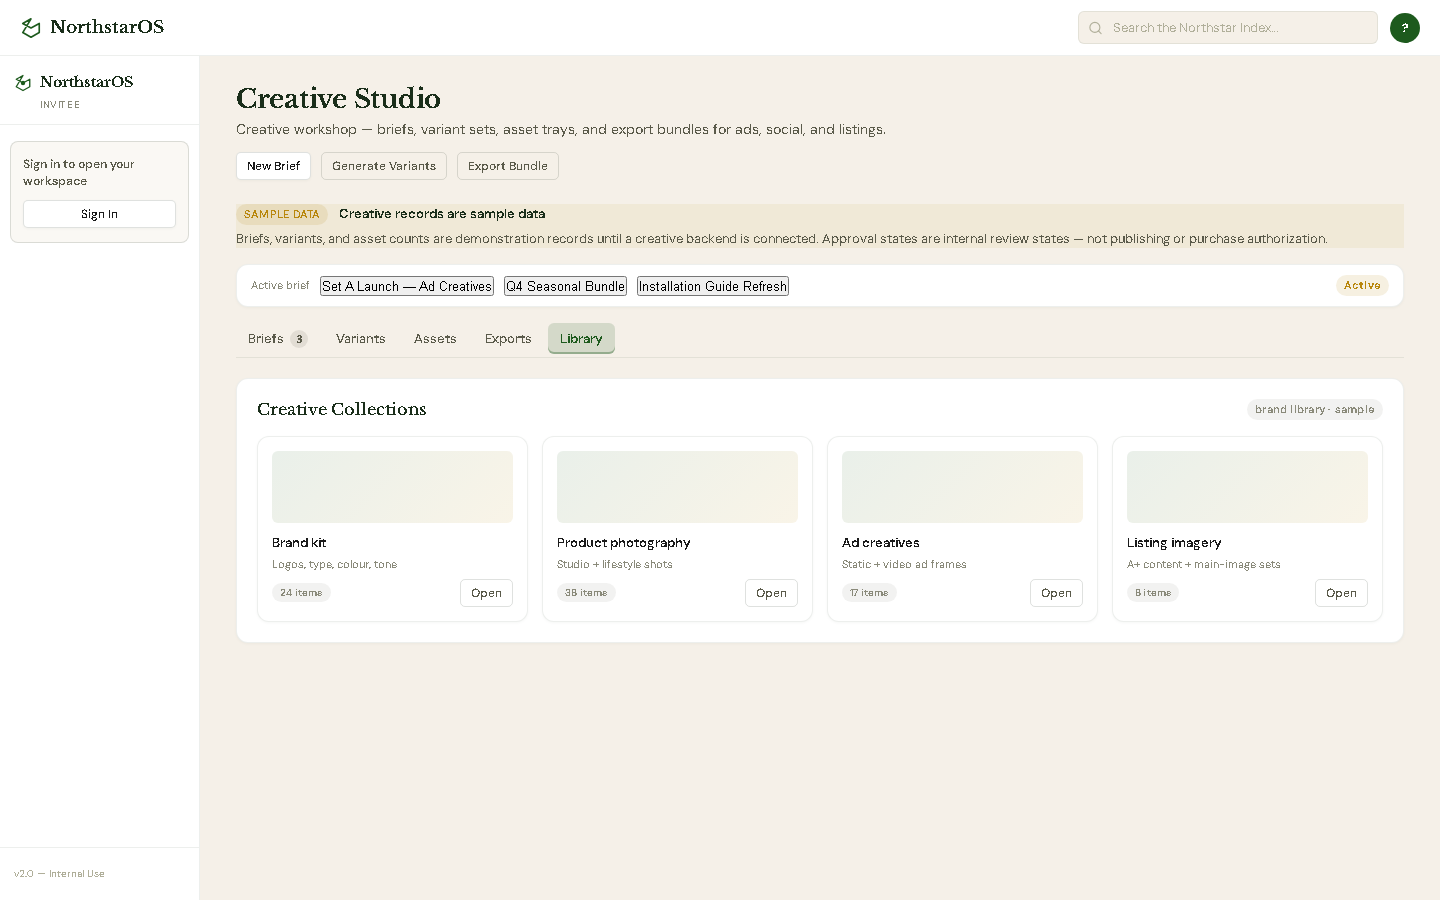 NorthstarOS
Search the Northstar Index...
?
NorthstarOS
INVITEE
Sign in to open your
workspace
Sign In
v2.0 — Internal Use
Creative Studio
Creative workshop — briefs, variant sets, asset trays, and export bundles for ads, social, and listings.
New Brief
Generate Variants
Export Bundle
SAMPLE DATA
Creative records are sample data
Briefs, variants, and asset counts are demonstration records until a creative backend is connected. Approval states are internal review states — not publishing or purchase authorization.
Active brief
Set A Launch — Ad Creatives
Q4 Seasonal Bundle
Installation Guide Refresh
Active
Briefs 3
Variants
Assets
Exports
Library
Creative Collections
brand library · sample
Brand kit
Logos, type, colour, tone
24 items
Open
Product photography
Studio + lifestyle shots
38 items
Open
Ad creatives
Static + video ad frames
17 items
Open
Listing imagery
A+ content + main-image sets
8 items
Open